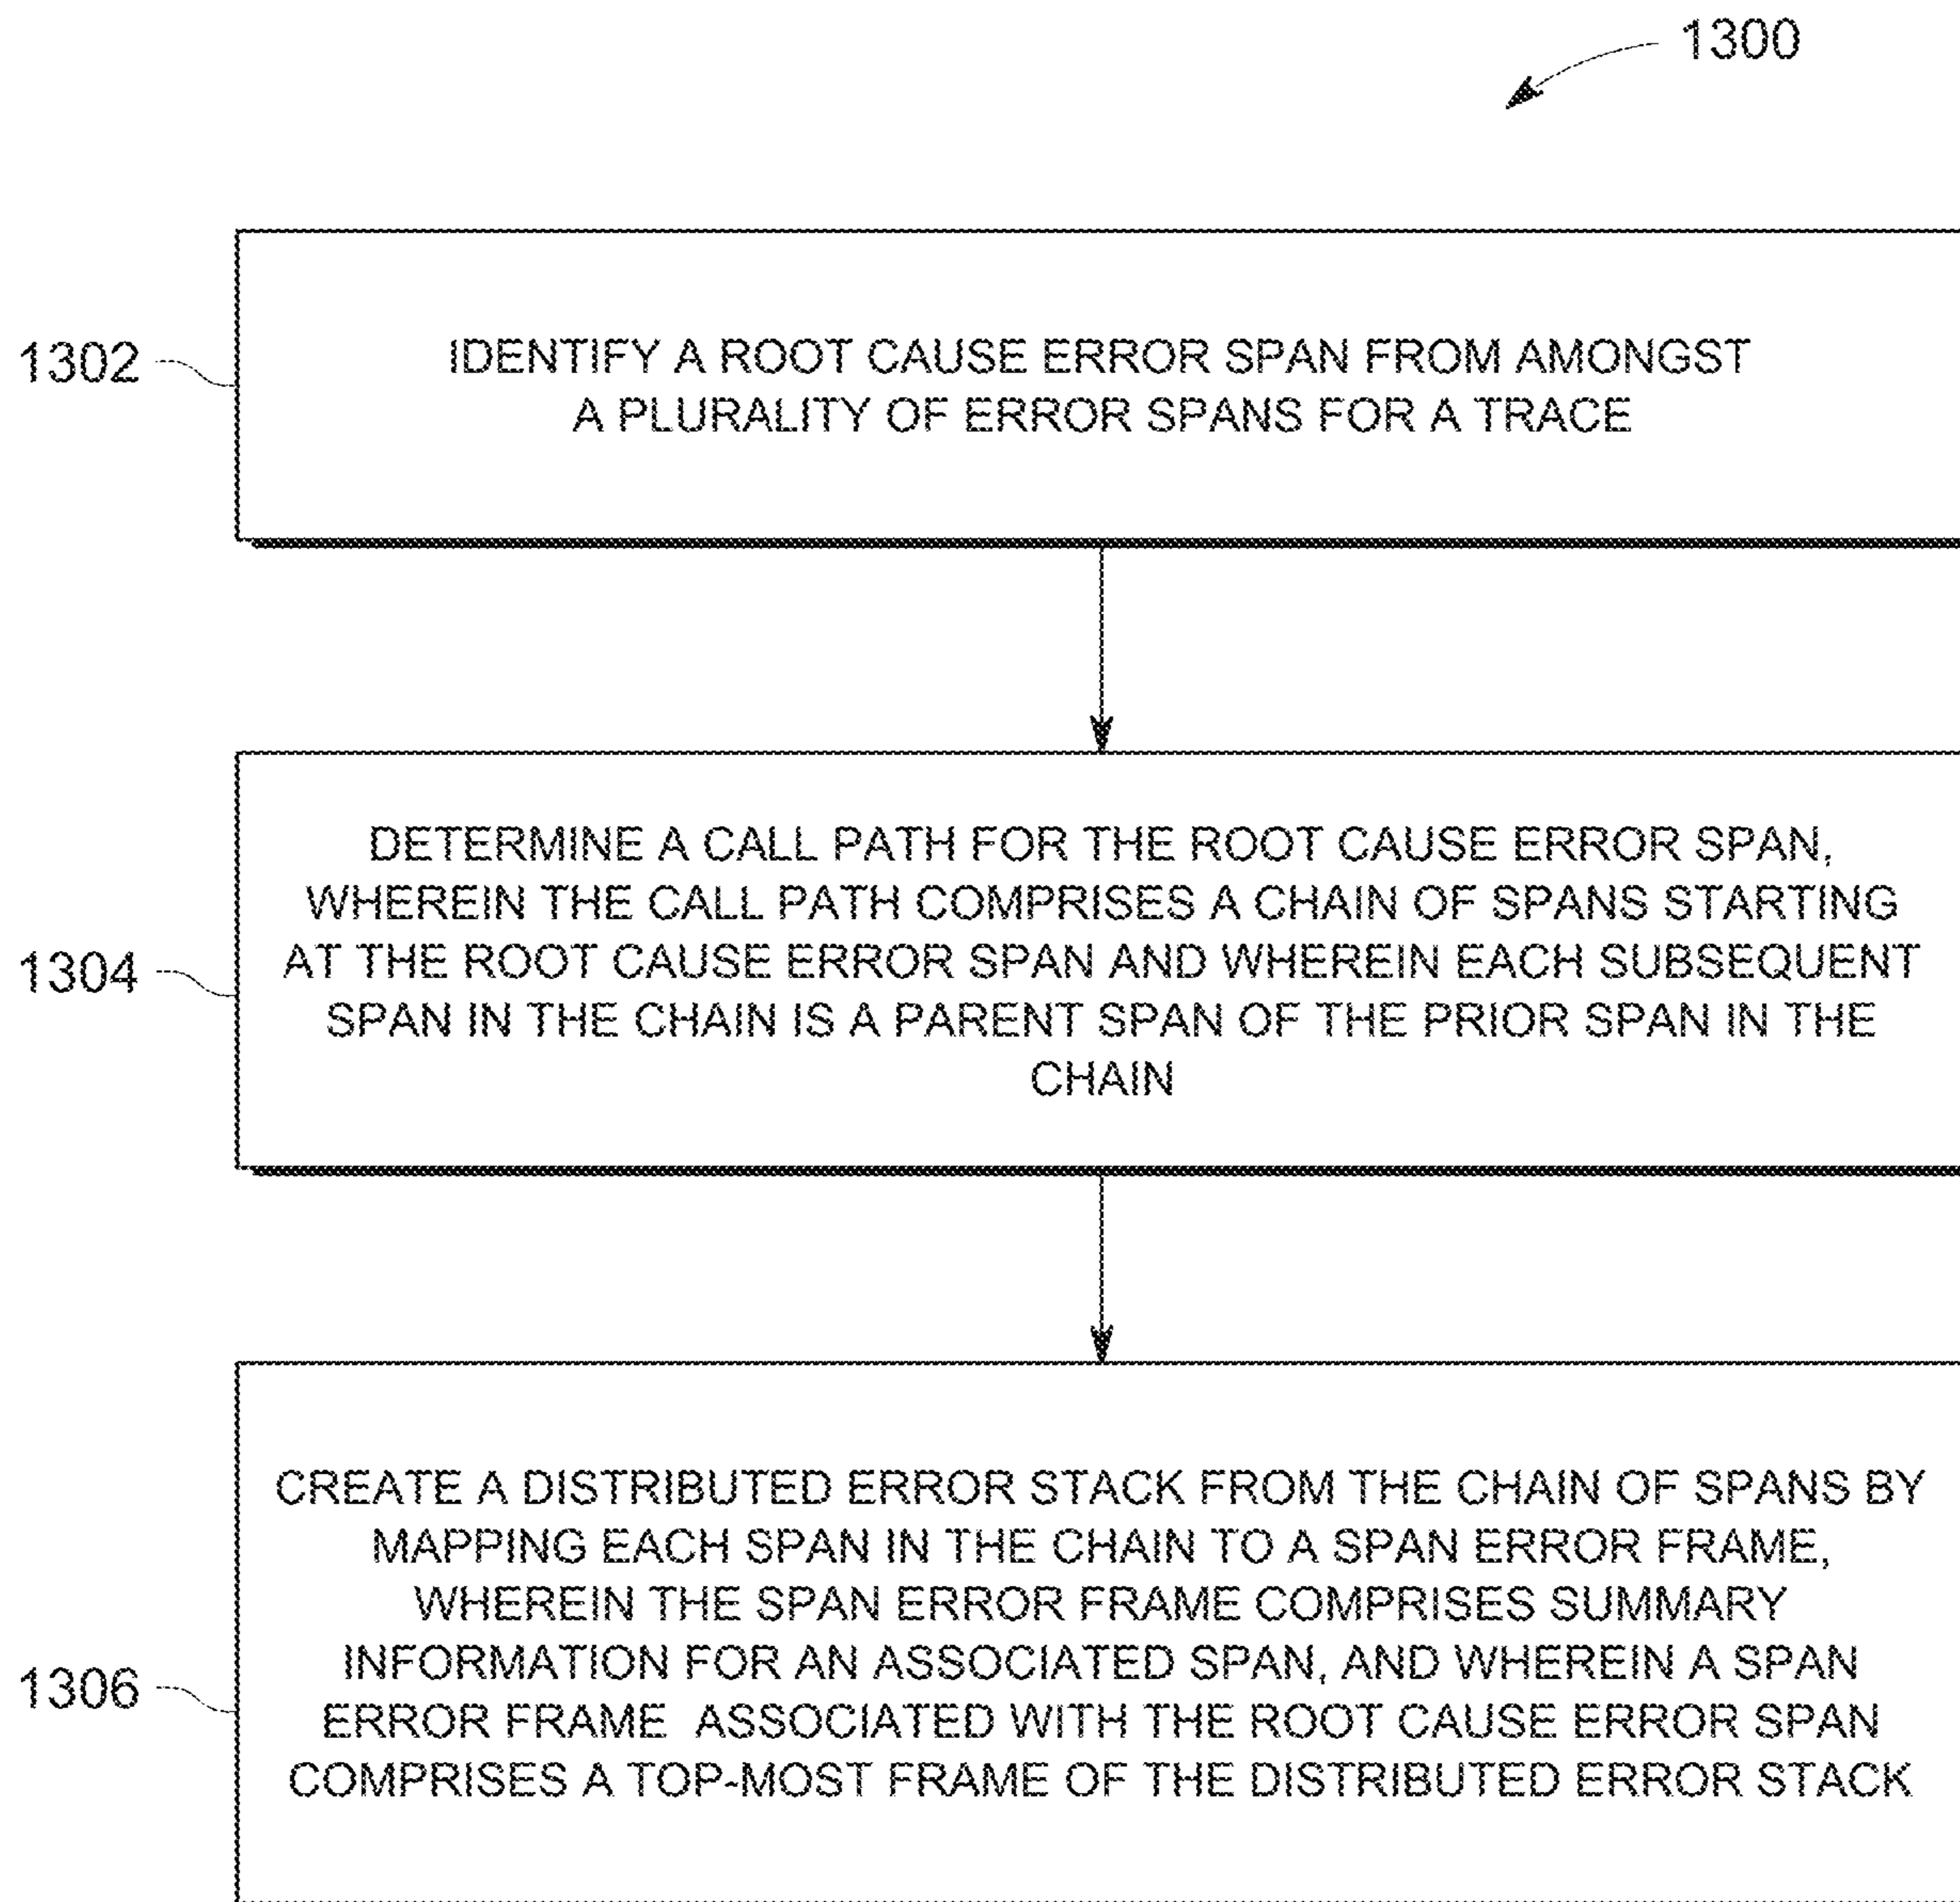 1300
1302
IDENTIFY A ROOT CAUSE ERROR SPAN FROM AMONGST
A PLURALITY OF ERROR SPANS FOR A TRACE
1304
DETERMINE A CALL PATH FOR THE ROOT CAUSE ERROR SPAN,
WHEREIN THE CALL PATH COMPRISES A CHAIN OF SPANS STARTING
AT THE ROOT CAUSE ERROR SPAN AND WHEREIN EACH SUBSEQUENT
SPAN IN THE CHAIN IS A PARENT SPAN OF THE PRIOR SPAN IN THE
CHAIN
1306
CREATE A DISTRIBUTED ERROR STACK FROM THE CHAIN OF SPANS BY
MAPPING EACH SPAN IN THE CHAIN TO A SPAN ERROR FRAME,
WHEREIN THE SPAN ERROR FRAME COMPRISES SUMMARY
INFORMATION FOR AN ASSOCIATED SPAN, AND WHEREIN A SPAN
ERROR FRAME ASSOCIATED WITH THE ROOT CAUSE ERROR SPAN
COMPRISES A TOP-MOST FRAME OF THE DISTRIBUTED ERROR STACK